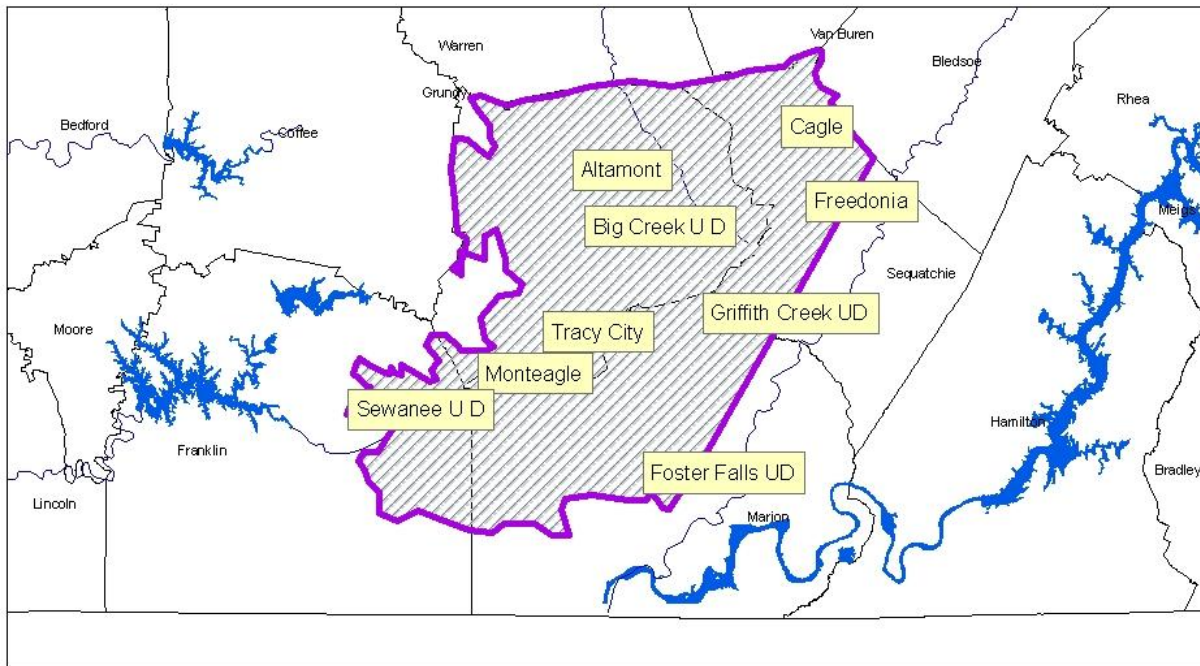 Van Buren
Warren
Bledsoe
Grundy
Rhea
Bedford
Coffee
Cagle
Altamont
Freedonia
Meigs
Big Creek U D
Sequatchie
Griffith Creek UD
Moore
Tracy City
Monteagle
Sewanee U D
Hamilton
Franklin
Foster Falls UD
Bradley
Lincoln
Marion